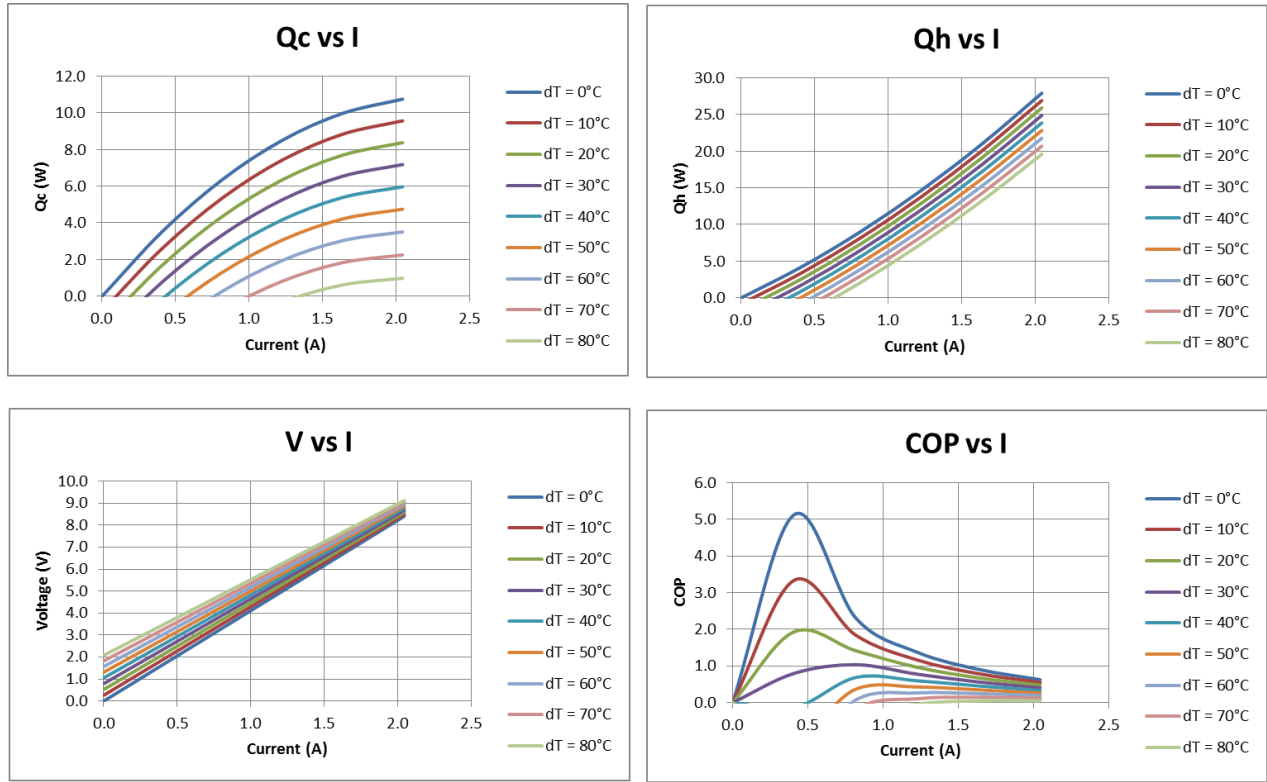 Qc vs I
Qc (W)
12.0
10.0
8.0
6.0
4.0
2.0
0.0
0.0 0.5 1.0 1.5 2.0 2.5
Current (A)
dT = 0°C
dT = 10°C
dT = 20°C
dT = 30°C
dT = 40°C
dT = 50°C
dT = 60°C
dT = 70°C
dT = 80°C
Qh vs I
Qh (W)
30.0
25.0
20.0
15.0
10.0
5.0
0.0
0.0 0.5 1.0 1.5 2.0 2.5
Current (A)
dT = 0°C
dT = 10°C
dT = 20°C
dT = 30°C
dT = 40°C
dT = 50°C
dT = 60°C
dT = 70°C
dT = 80°C
V vs I
Voltage (V)
10.0
9.0
8.0
7.0
6.0
5.0
4.0
3.0
2.0
1.0
0.0
0.0 0.5 1.0 1.5 2.0 2.5
Current (A)
dT = 0°C
dT = 10°C
dT = 20°C
dT = 30°C
dT = 40°C
dT = 50°C
dT = 60°C
dT = 70°C
dT = 80°C
COP vs I
COP
6.0
5.0
4.0
3.0
2.0
1.0
0.0
0.0 0.5 1.0 1.5 2.0 2.5
Current (A)
dT = 0°C
dT = 10°C
dT = 20°C
dT = 30°C
dT = 40°C
dT = 50°C
dT = 60°C
dT = 70°C
dT = 80°C